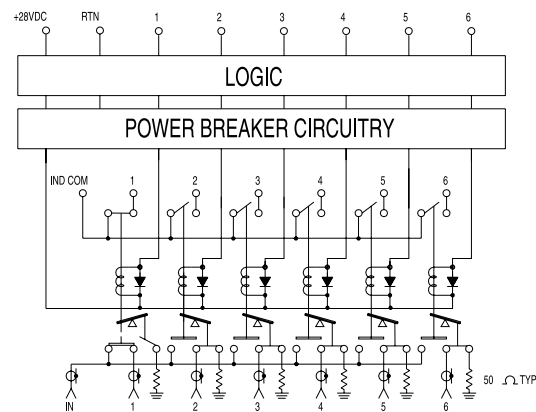 +28VDC RTN 1 2 3 4 5 6
LOGIC
POWER BREAKER CIRCUITRY
IND COM 1 2 3 4 5 6
50 Ω TYP
IN 1 2 3 4 5 6